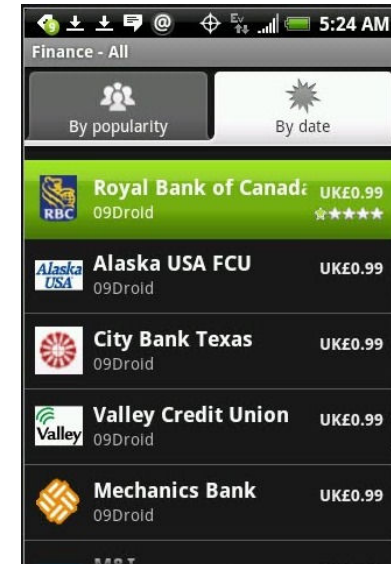 9 @ Ev 5:24 AM
Finance - All
By popularity
By date
RBC
Royal Bank of Canada
UK£0.99
09Droid
Alaska USA
Alaska USA FCU
UK£0.99
09Droid
City Bank Texas
UK£0.99
09Droid
Valley
Valley Credit Union
UK£0.99
09Droid
Mechanics Bank
UK£0.99
09Droid
M&I